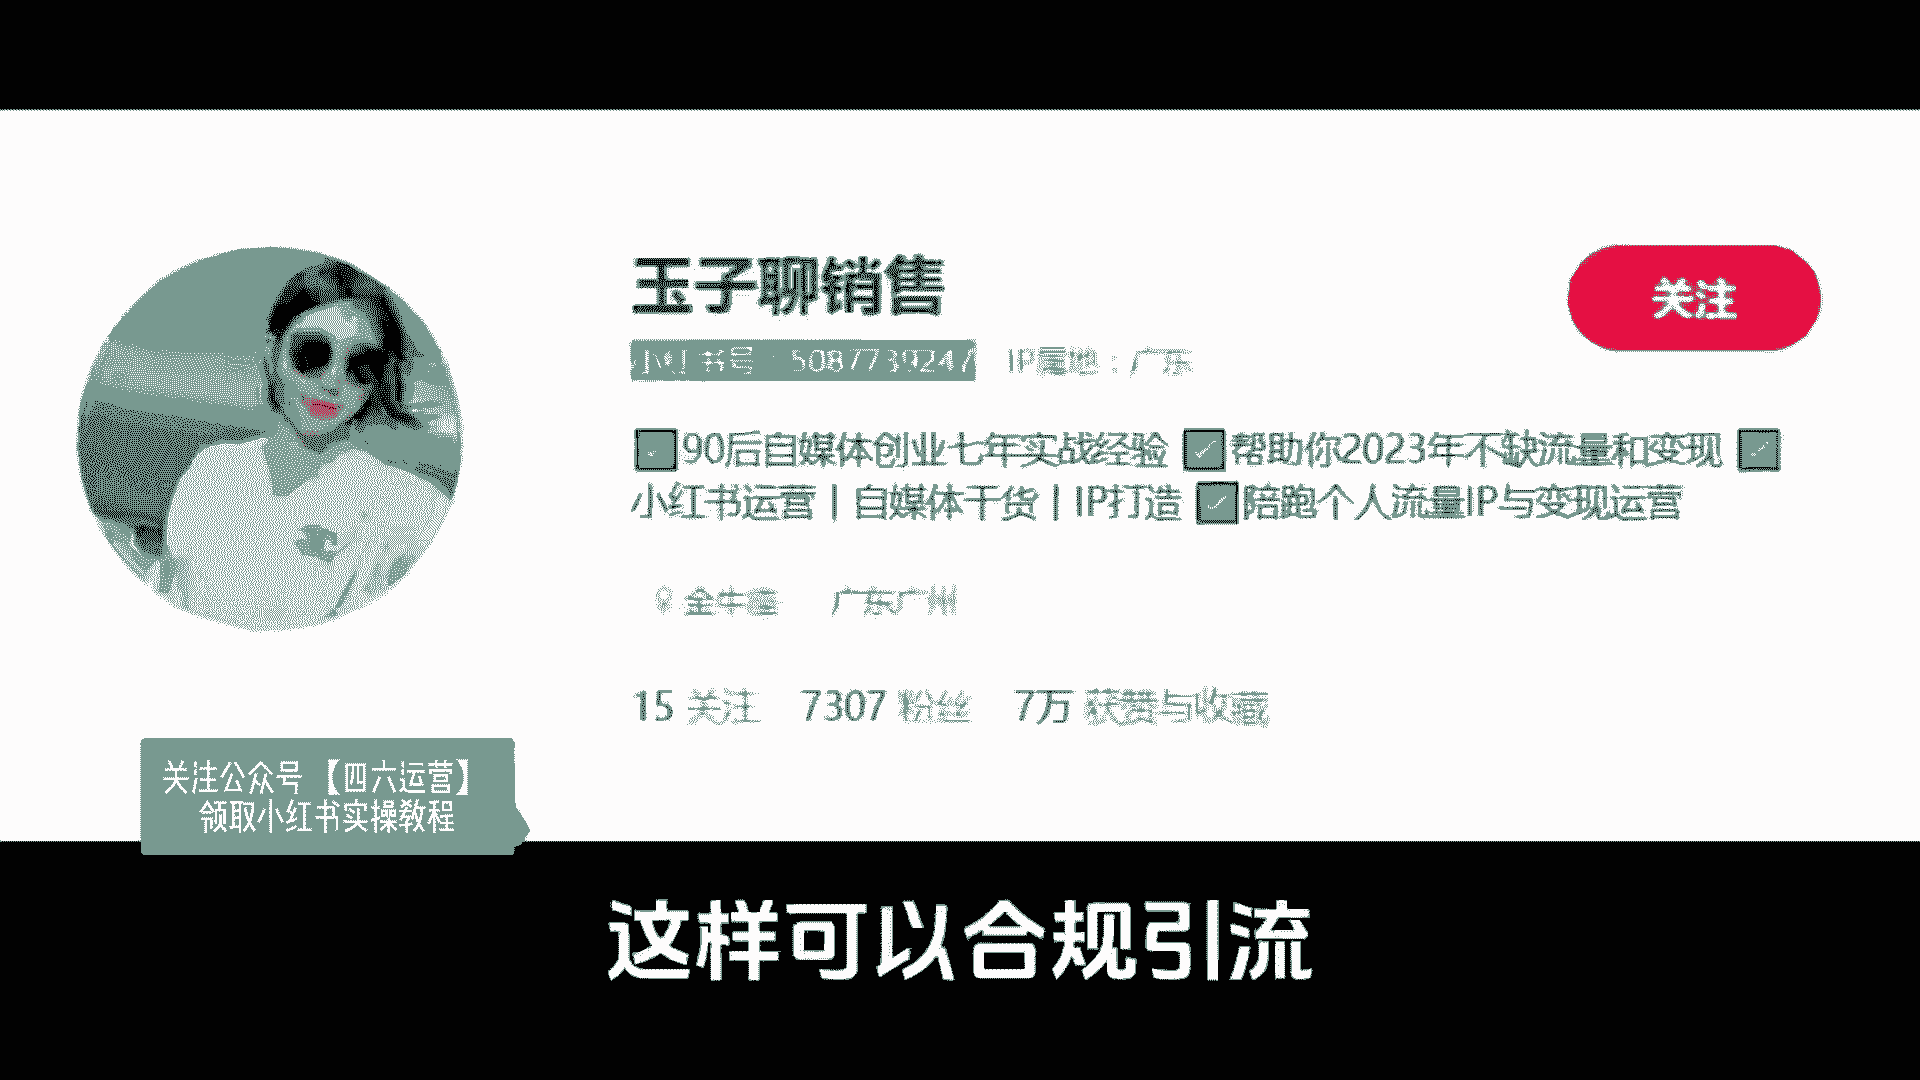 玉子聊销售
关注
小红书号：5087739247 IP属地：广东
90后自媒体创业七年实战经验 帮助你2023年不缺流量和变现
小红书运营丨自媒体干货丨IP打造 陪跑个人流量IP与变现运营
金牛座 广东广州
15 关注 7307 粉丝 7万 获赞与收藏
关注公众号【四六运营】
领取小红书实操教程
这样可以合规引流